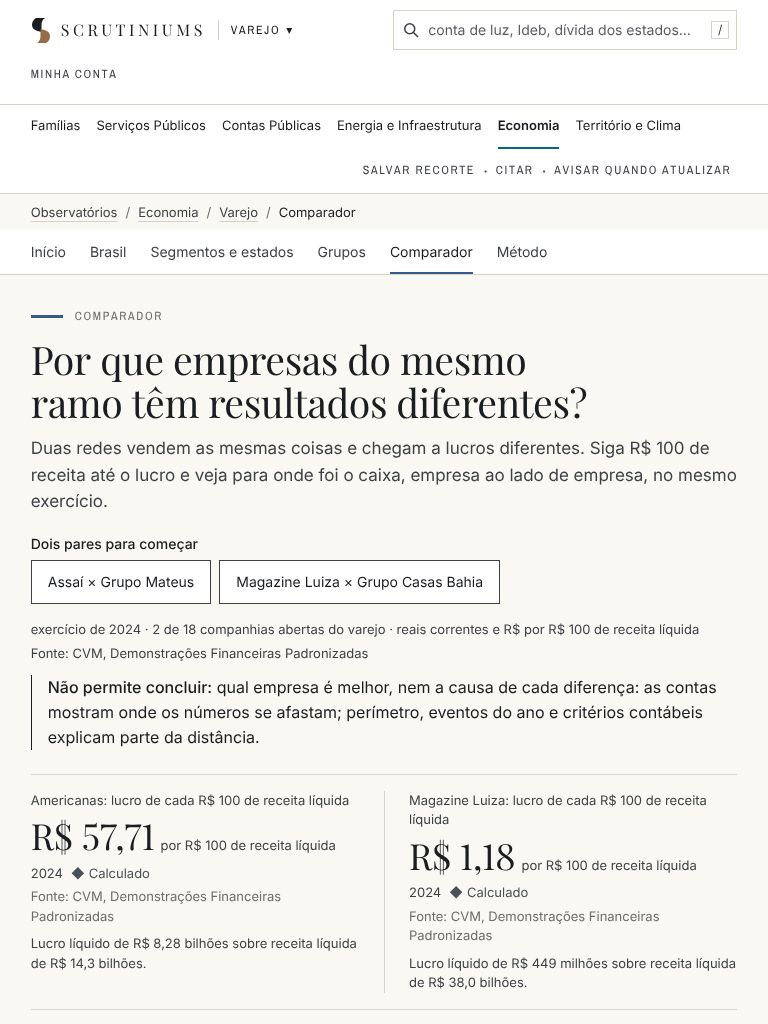 SCRUTINIUMS
VAREJO ▾
conta de luz, Ideb, dívida dos estados... /
MINHA CONTA
Famílias Serviços Públicos Contas Públicas Energia e Infraestrutura Economia Território e Clima
SALVAR RECORTE · CITAR · AVISAR QUANDO ATUALIZAR
Observatórios / Economia / Varejo / Comparador
Início Brasil Segmentos e estados Grupos Comparador Método
COMPARADOR
Por que empresas do mesmo
ramo têm resultados diferentes?
Duas redes vendem as mesmas coisas e chegam a lucros diferentes. Siga R$ 100 de
receita até o lucro e veja para onde foi o caixa, empresa ao lado de empresa, no mesmo
exercício.
Dois pares para começar
Assaí × Grupo Mateus
Magazine Luiza × Grupo Casas Bahia
exercício de 2024 · 2 de 18 companhias abertas do varejo · reais correntes e R$ por R$ 100 de receita líquida
Fonte: CVM, Demonstrações Financeiras Padronizadas
Não permite concluir: qual empresa é melhor, nem a causa de cada diferença: as contas
mostram onde os números se afastam; perímetro, eventos do ano e critérios contábeis
explicam parte da distância.
Americanas: lucro de cada R$ 100 de receita líquida
R$ 57,71 por R$ 100 de receita líquida
2024 ◆ Calculado
Fonte: CVM, Demonstrações Financeiras
Padronizadas
Lucro líquido de R$ 8,28 bilhões sobre receita líquida
de R$ 14,3 bilhões.
Magazine Luiza: lucro de cada R$ 100 de receita
líquida
R$ 1,18 por R$ 100 de receita líquida
2024 ◆ Calculado
Fonte: CVM, Demonstrações Financeiras
Padronizadas
Lucro líquido de R$ 449 milhões sobre receita líquida
de R$ 38,0 bilhões.